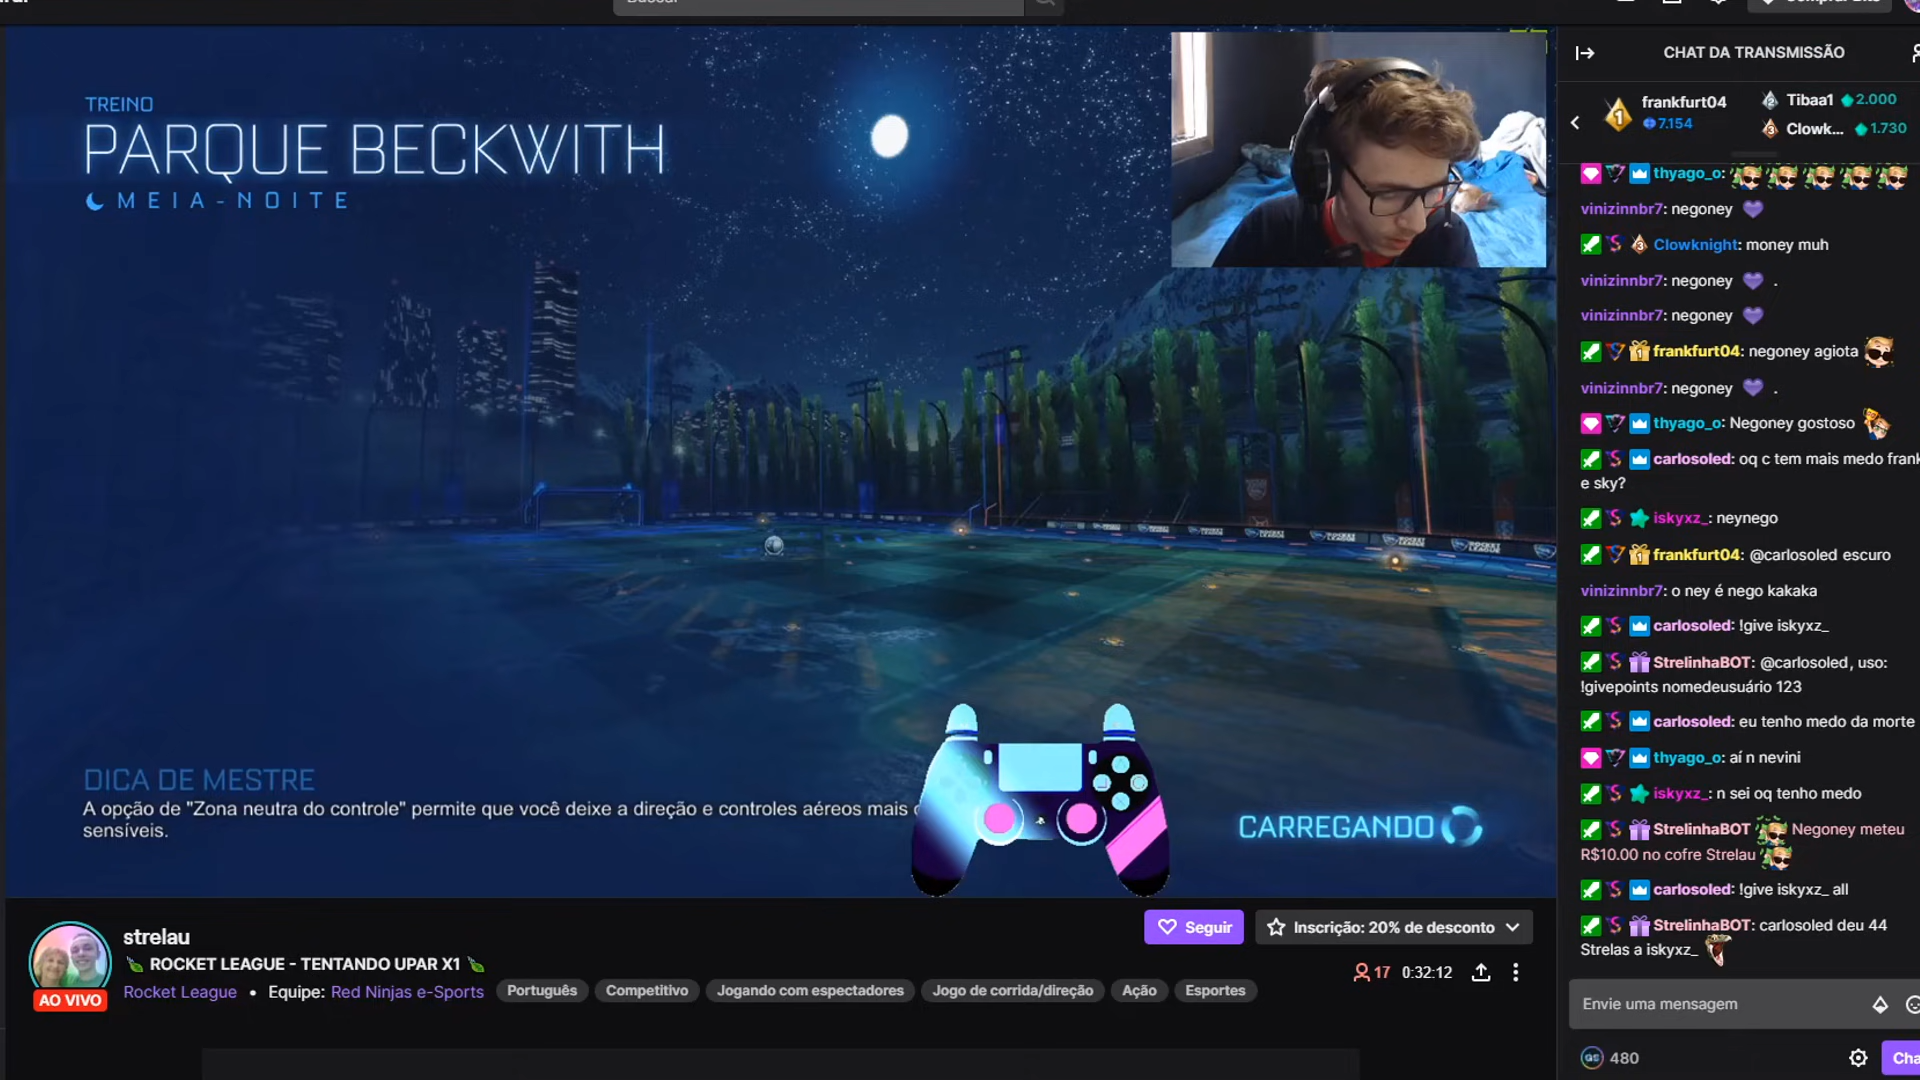 TREINO
PARQUE BECKWITH
MEIA-NOITE
DICA DE MESTRE
A opção de "Zona neutra do controle" permite que você deixe a direção e controles aéreos mais
sensíveis.
CARREGANDO
strelau
ROCKET LEAGUE - TENTANDO UPAR X1
AO VIVO
Rocket League • Equipe: Red Ninjas e-Sports
Português
Competitivo
Jogando com espectadores
Jogo de corrida/direção
Ação
Esportes
Seguir
Inscrição: 20% de desconto
17
0:32:12
CHAT DA TRANSMISSÃO
1 frankfurt04
7.154
2 Tibaa1 2.000
3 Clowk... 1.730
thyago_o:
vinizinnbr7: negoney
3 Clowknight: money muh
vinizinnbr7: negoney .
vinizinnbr7: negoney
1 frankfurt04: negoney agiota
vinizinnbr7: negoney .
thyago_o: Negoney gostoso
carlosoled: oq c tem mais medo frank
e sky?
iskyxz_: neynego
1 frankfurt04: @carlosoled escuro
vinizinnbr7: o ney é nego kakaka
carlosoled: !give iskyxz_
StrelinhaBOT: @carlosoled, uso:
!givepoints nomedeusuário 123
carlosoled: eu tenho medo da morte
thyago_o: aí n nevini
iskyxz_: n sei oq tenho medo
StrelinhaBOT: Negoney meteu
R$10.00 no cofre Strelau
carlosoled: !give iskyxz_ all
StrelinhaBOT: carlosoled deu 44
Strelas a iskyxz_
Envie uma mensagem
480